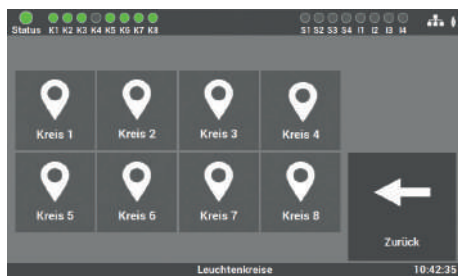 Status K1 K2 K3 K4 K5 K6 K7 K8 S1 S2 S3 S4 I1 I2 I3 I4
Kreis 1 Kreis 2 Kreis 3 Kreis 4
Kreis 5 Kreis 6 Kreis 7 Kreis 8
Zurück
Leuchtenkreise 10:42:35